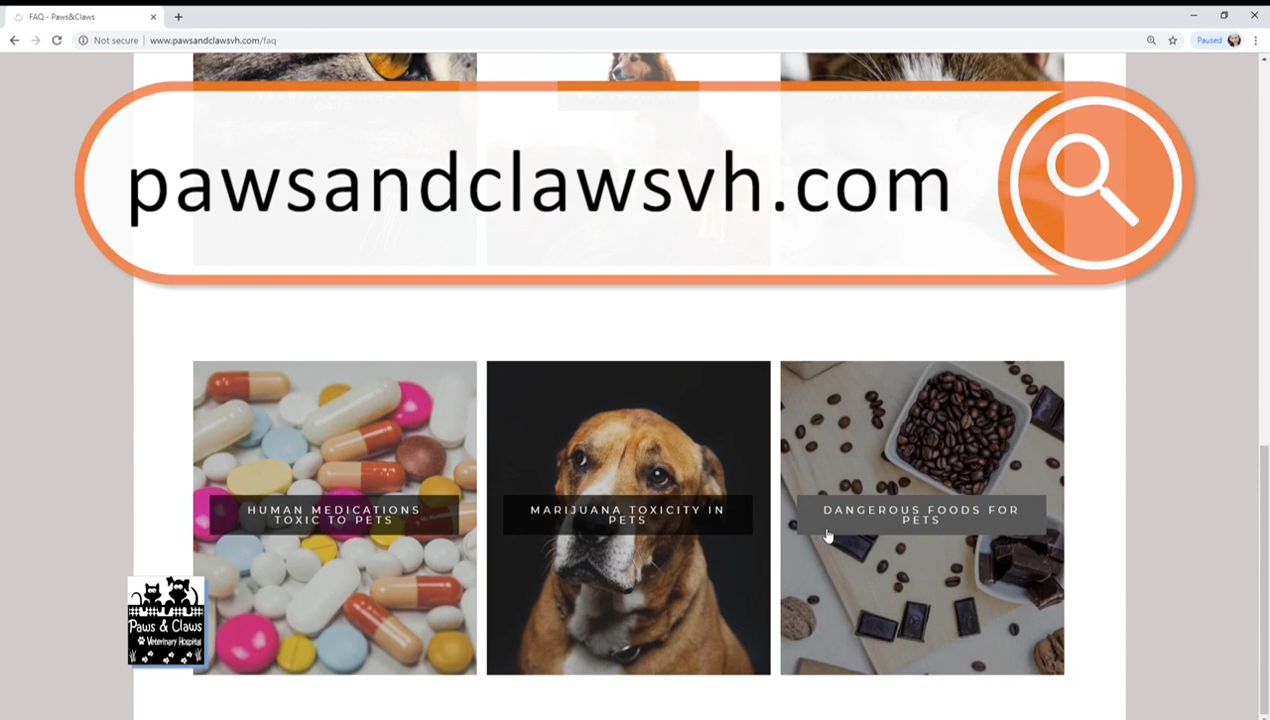 FAQ - Paws&Claws
Not secure
www.pawsandclawsvh.com/faq
Paused
pawsandclawsvh.com
HUMAN MEDICATIONS
TOXIC TO PETS
MARIJUANA TOXICITY IN
PETS
DANGEROUS FOODS FOR
PETS
Paws & Claws
Veterinary Hospital